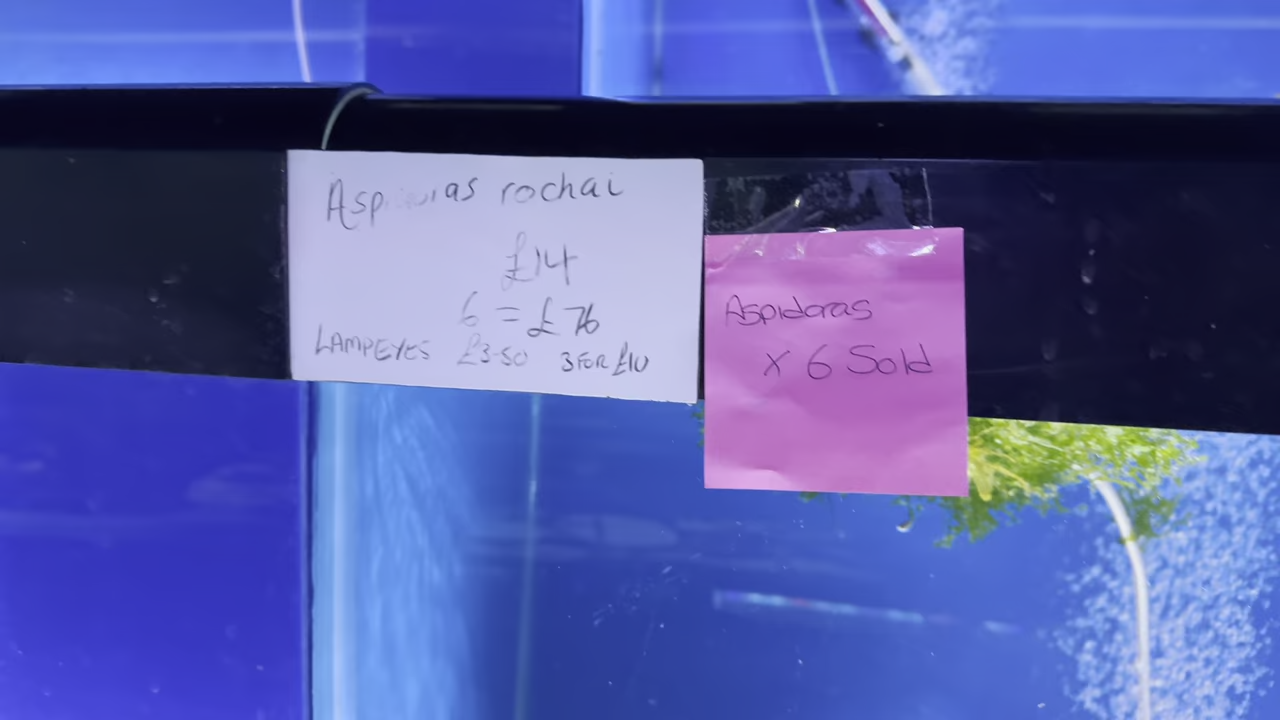 rochai
£14
6 = £76
LAMPEYES £3-50 3 FOR £10
Aspidoras
x 6 Sold